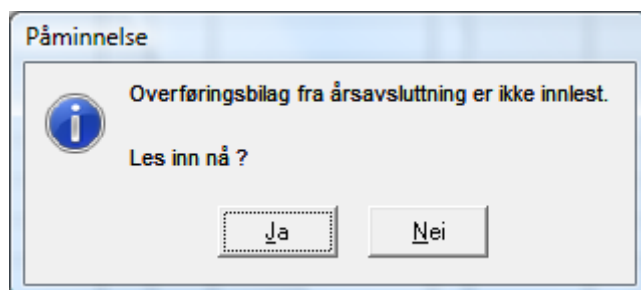 Påminnelse
Overføringsbilag fra årsavsluttning er ikke innlest.
Les inn nå ?
Ja
Nei